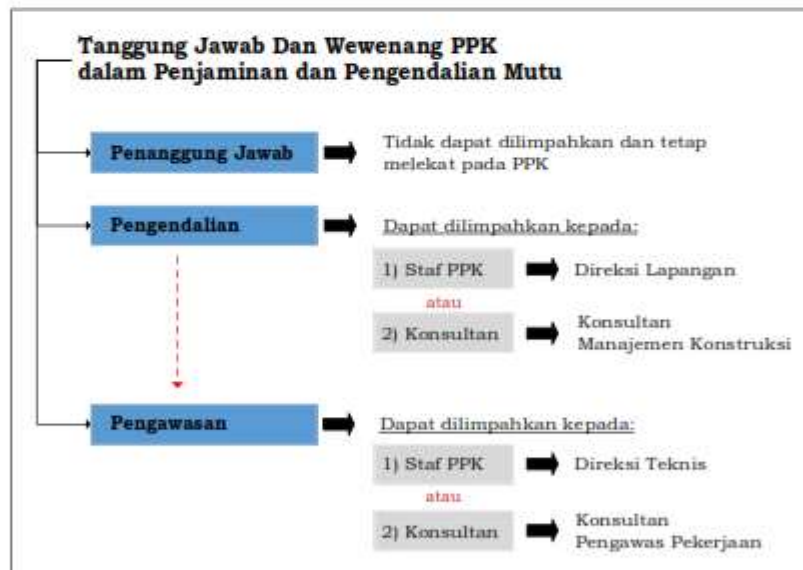 Tanggung Jawab Dan Wewenang PPK
dalam Penjaminan dan Pengendalian Mutu
Penanggung Jawab
Tidak dapat dilimpahkan dan tetap
melekat pada PPK
Pengendalian
Dapat dilimpahkan kepada:
1) Staf PPK
Direksi Lapangan
atau
2) Konsultan
Konsultan
Manajemen Konstruksi
Pengawasan
Dapat dilimpahkan kepada:
1) Staf PPK
Direksi Teknis
atau
2) Konsultan
Konsultan
Pengawas Pekerjaan